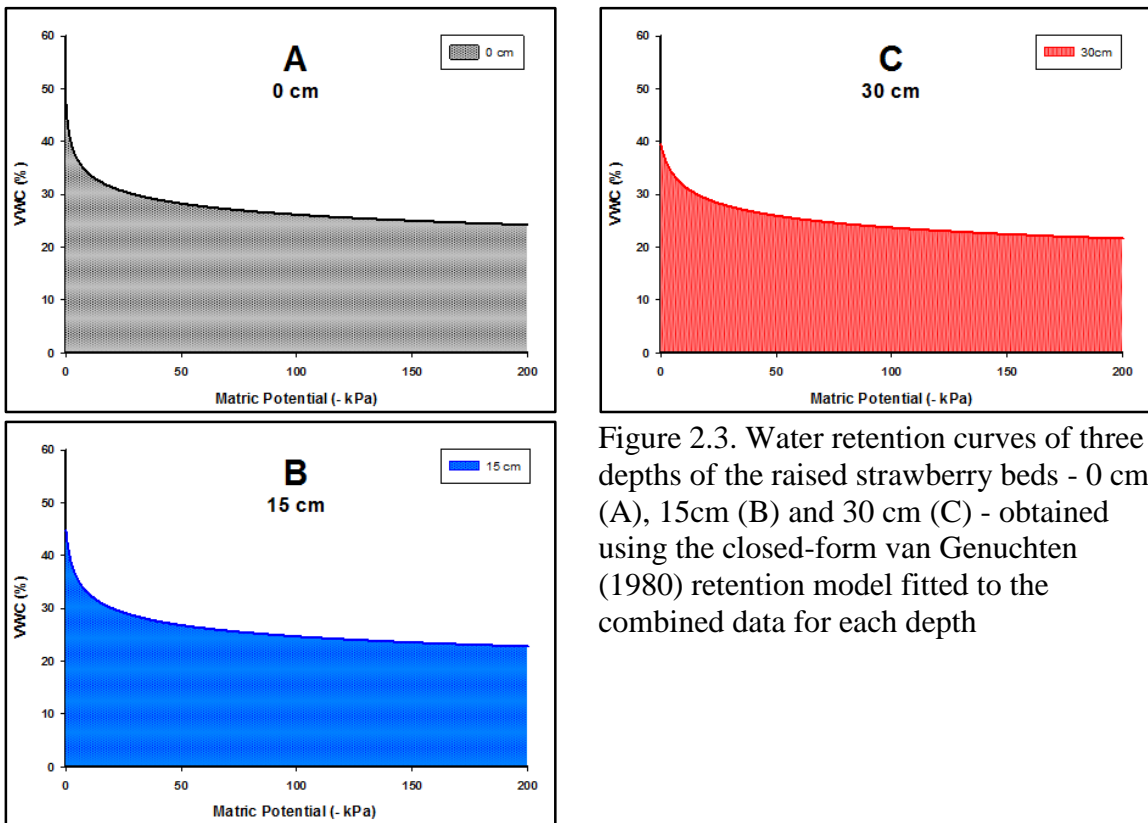 A
0 cm
0 cm
60
50
40
30
20
10
0
VWC (%)
0
50
100
150
200
Matric Potential (- kPa)
C
30 cm
30cm
60
50
40
30
20
10
0
VWC (%)
0
50
100
150
200
Matric Potential (- kPa)
B
15 cm
15 cm
60
50
40
30
20
10
0
VWC (%)
0
50
100
150
200
Matric Potential (- kPa)
Figure 2.3. Water retention curves of three
depths of the raised strawberry beds - 0 cm
(A), 15cm (B) and 30 cm (C) - obtained
using the closed-form van Genuchten
(1980) retention model fitted to the
combined data for each depth